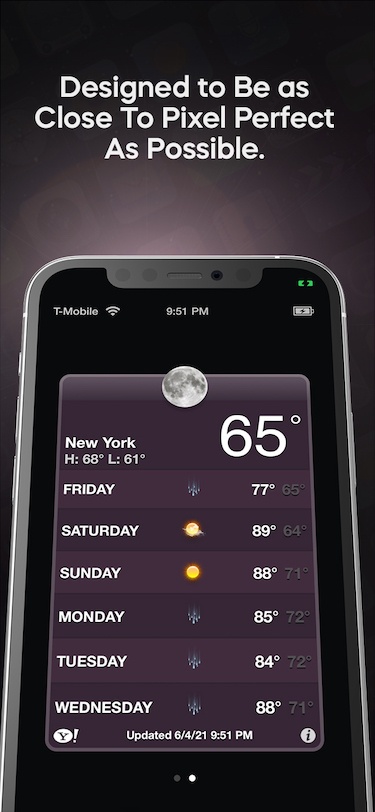 Designed to Be as
Close To Pixel Perfect
As Possible.
T-Mobile 9:51 PM
65°
New York
H: 68° L: 61°
FRIDAY 77° 65°
SATURDAY 89° 64°
SUNDAY 88° 71°
MONDAY 85° 72°
TUESDAY 84° 72°
WEDNESDAY 88° 71°
Y! Updated 6/4/21 9:51 PM i